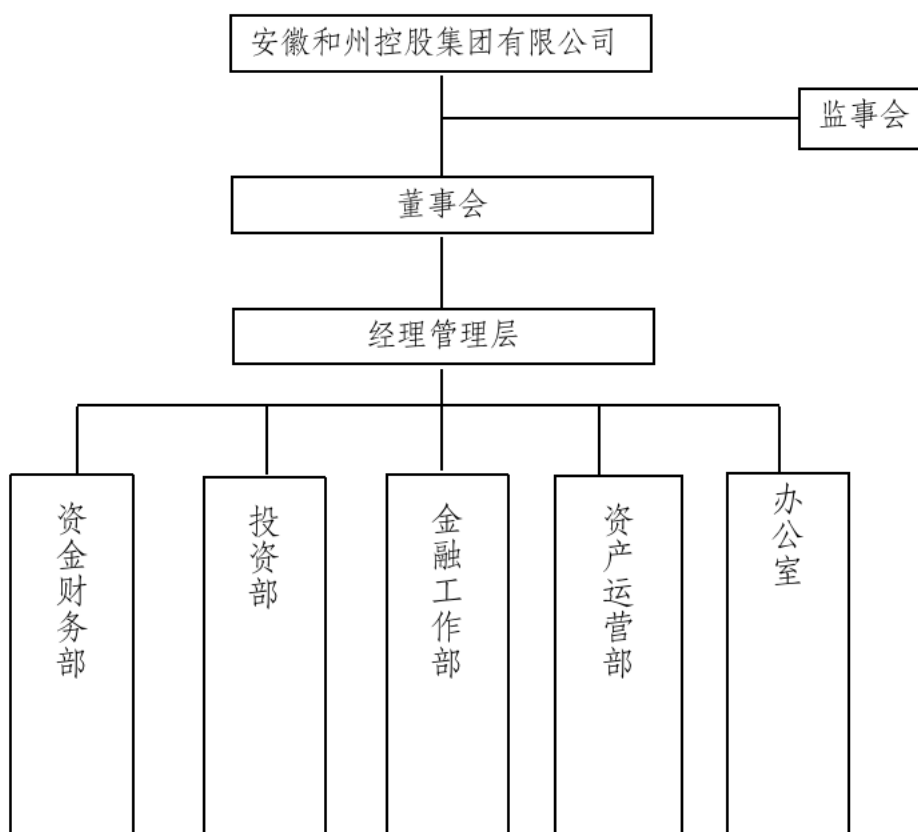 安徽和州控股集团有限公司
监事会
董事会
经理管理层
资金财务部
投资部
金融工作部
资产运营部
办公室